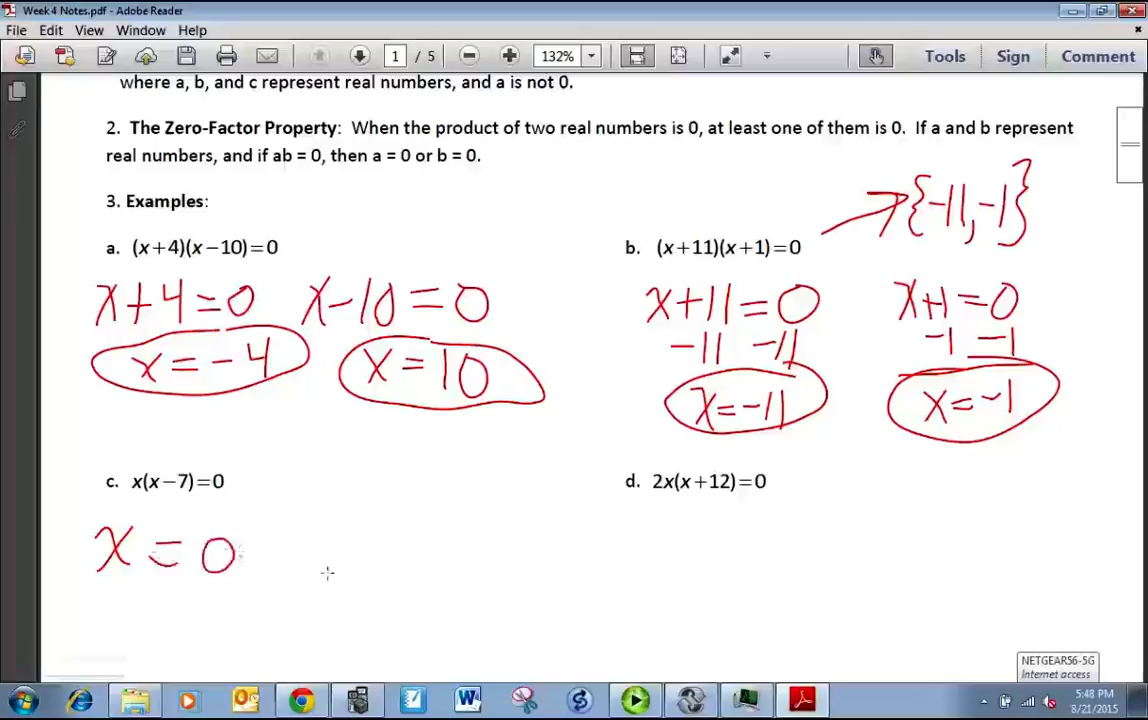 Week 4 Notes.pdf - Adobe Reader
File Edit View Window Help
1 / 5 132% Tools Sign Comment
where a, b, and c represent real numbers, and a is not 0.
2. The Zero-Factor Property: When the product of two real numbers is 0, at least one of them is 0. If a and b represent
real numbers, and if ab = 0, then a = 0 or b = 0.
3. Examples:
{-11, -1}
a. (x+4)(x−10)=0
b. (x+11)(x+1)=0
x+4=0 x-10=0
x+11=0 x+1=0
-11 -11 -1 -1
x=-4 x=10
x=-11 x=-1
c. x(x−7)=0
d. 2x(x+12)=0
x=0
NETGEAR56-5G
Internet access
5:48 PM
8/21/2015